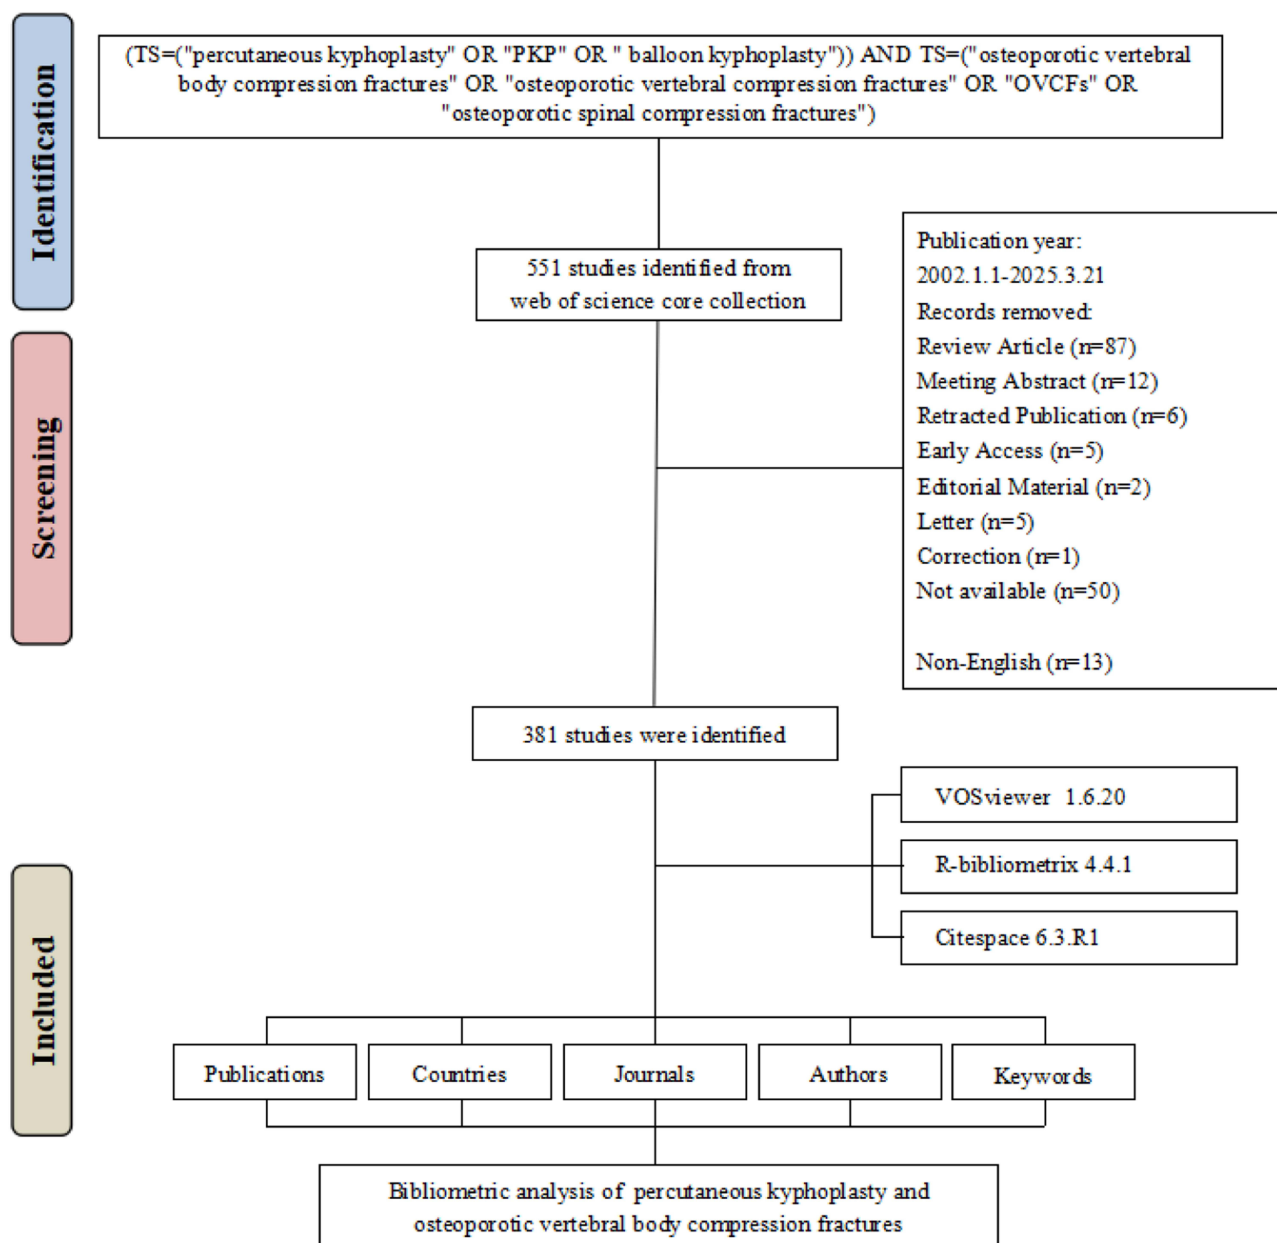 Identification
(TS=("percutaneous kyphoplasty" OR "PKP" OR " balloon kyphoplasty")) AND TS=("osteoporotic vertebral
body compression fractures" OR "osteoporotic vertebral compression fractures" OR "OVCFs" OR
"osteoporotic spinal compression fractures")
551 studies identified from
web of science core collection
Screening
Publication year:
2002.1.1-2025.3.21
Records removed:
Review Article (n=87)
Meeting Abstract (n=12)
Retracted Publication (n=6)
Early Access (n=5)
Editorial Material (n=2)
Letter (n=5)
Correction (n=1)
Not available (n=50)
Non-English (n=13)
381 studies were identified
VOSviewer 1.6.20
R-bibliometrix 4.4.1
Citespace 6.3.R1
Included
Publications
Countries
Journals
Authors
Keywords
Bibliometric analysis of percutaneous kyphoplasty and
osteoporotic vertebral body compression fractures